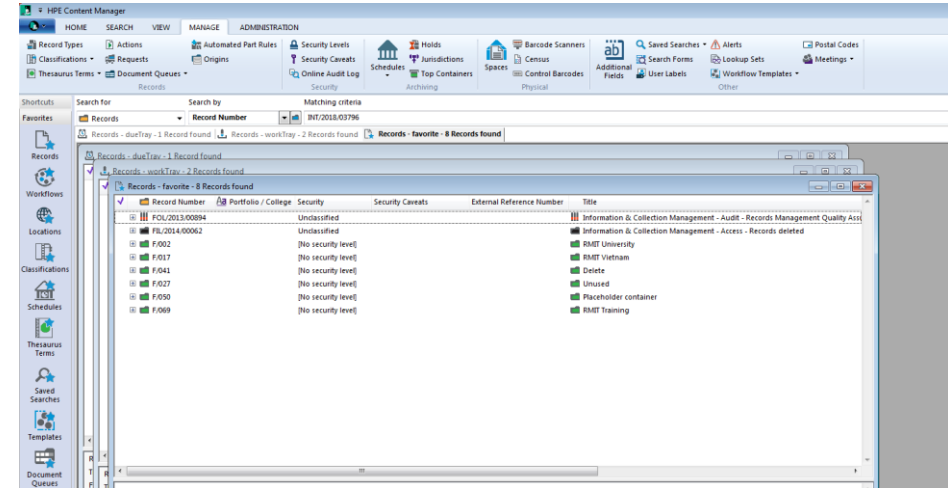 HPE Content Manager
HOME SEARCH VIEW MANAGE ADMINISTRATION
Record Types Actions Automated Part Rules Security Levels Holds Barcode Scanners Saved Searches Alerts Postal Codes
Classifications Requests Origins Security Caveats Schedules Jurisdictions Spaces Census Additional Fields Search Forms Lookup Sets Meetings
Thesaurus Terms Document Queues Online Audit Log Top Containers Control Barcodes User Labels Workflow Templates
Records Security Archiving Physical Other
Shortcuts Search for Search by Matching criteria
Favorites Records Record Number INT/2018/03796
Records - dueTray - 1 Record found Records - workTray - 2 Records found Records - favorite - 8 Records found
Records - dueTray - 1 Record found
Records - workTray - 2 Records found
Records - favorite - 8 Records found
Record Number Portfolio / College Security Security Caveats External Reference Number Title
FOL/2013/00894 Unclassified Information & Collection Management - Audit - Records Management Quality Assu
FIL/2014/00062 Unclassified Information & Collection Management - Access - Records deleted
F/002 [No security level] RMIT University
F/017 [No security level] RMIT Vietnam
F/041 [No security level] Delete
F/027 [No security level] Unused
F/050 [No security level] Placeholder container
F/069 [No security level] RMIT Training
Records
Workflows
Locations
Classifications
Schedules
Thesaurus
Terms
Saved
Searches
Templates
Document
Queues